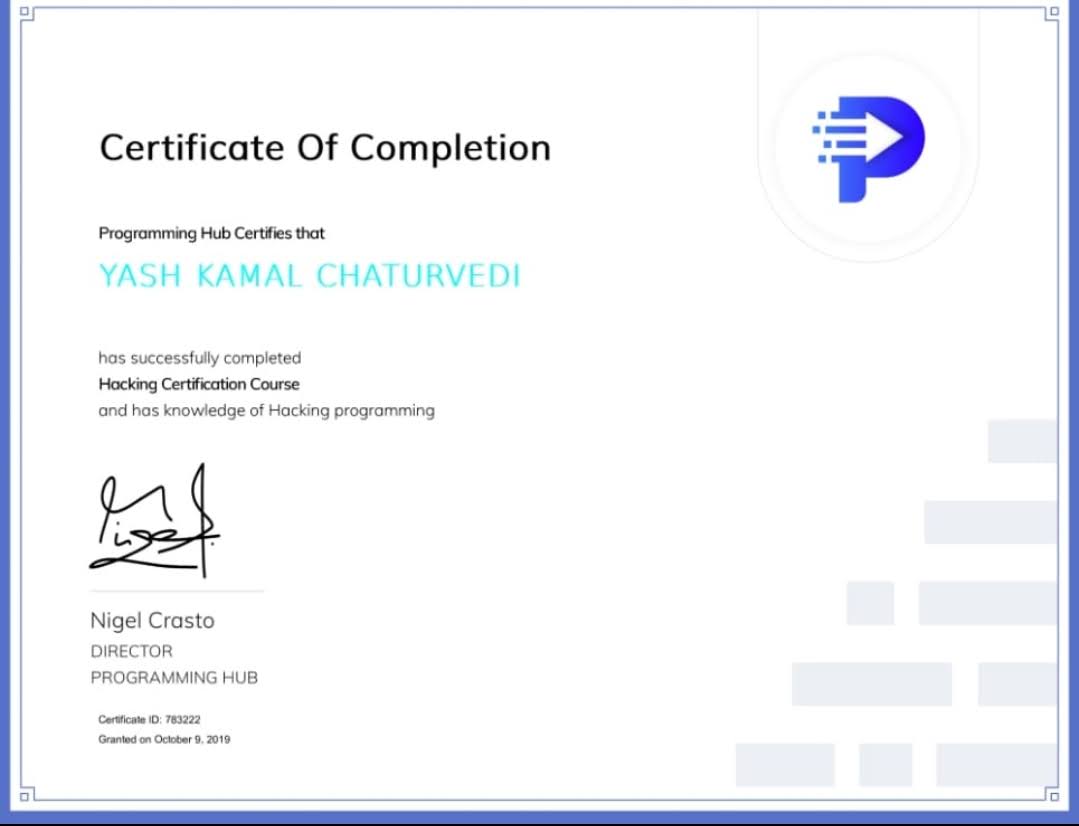 Certificate Of Completion
Programming Hub Certifies that
YASH KAMAL CHATURVEDI
has successfully completed
Hacking Certification Course
and has knowledge of Hacking programming
Nigel Crasto
DIRECTOR
PROGRAMMING HUB
Certificate ID: 783222
Granted on October 9, 2019